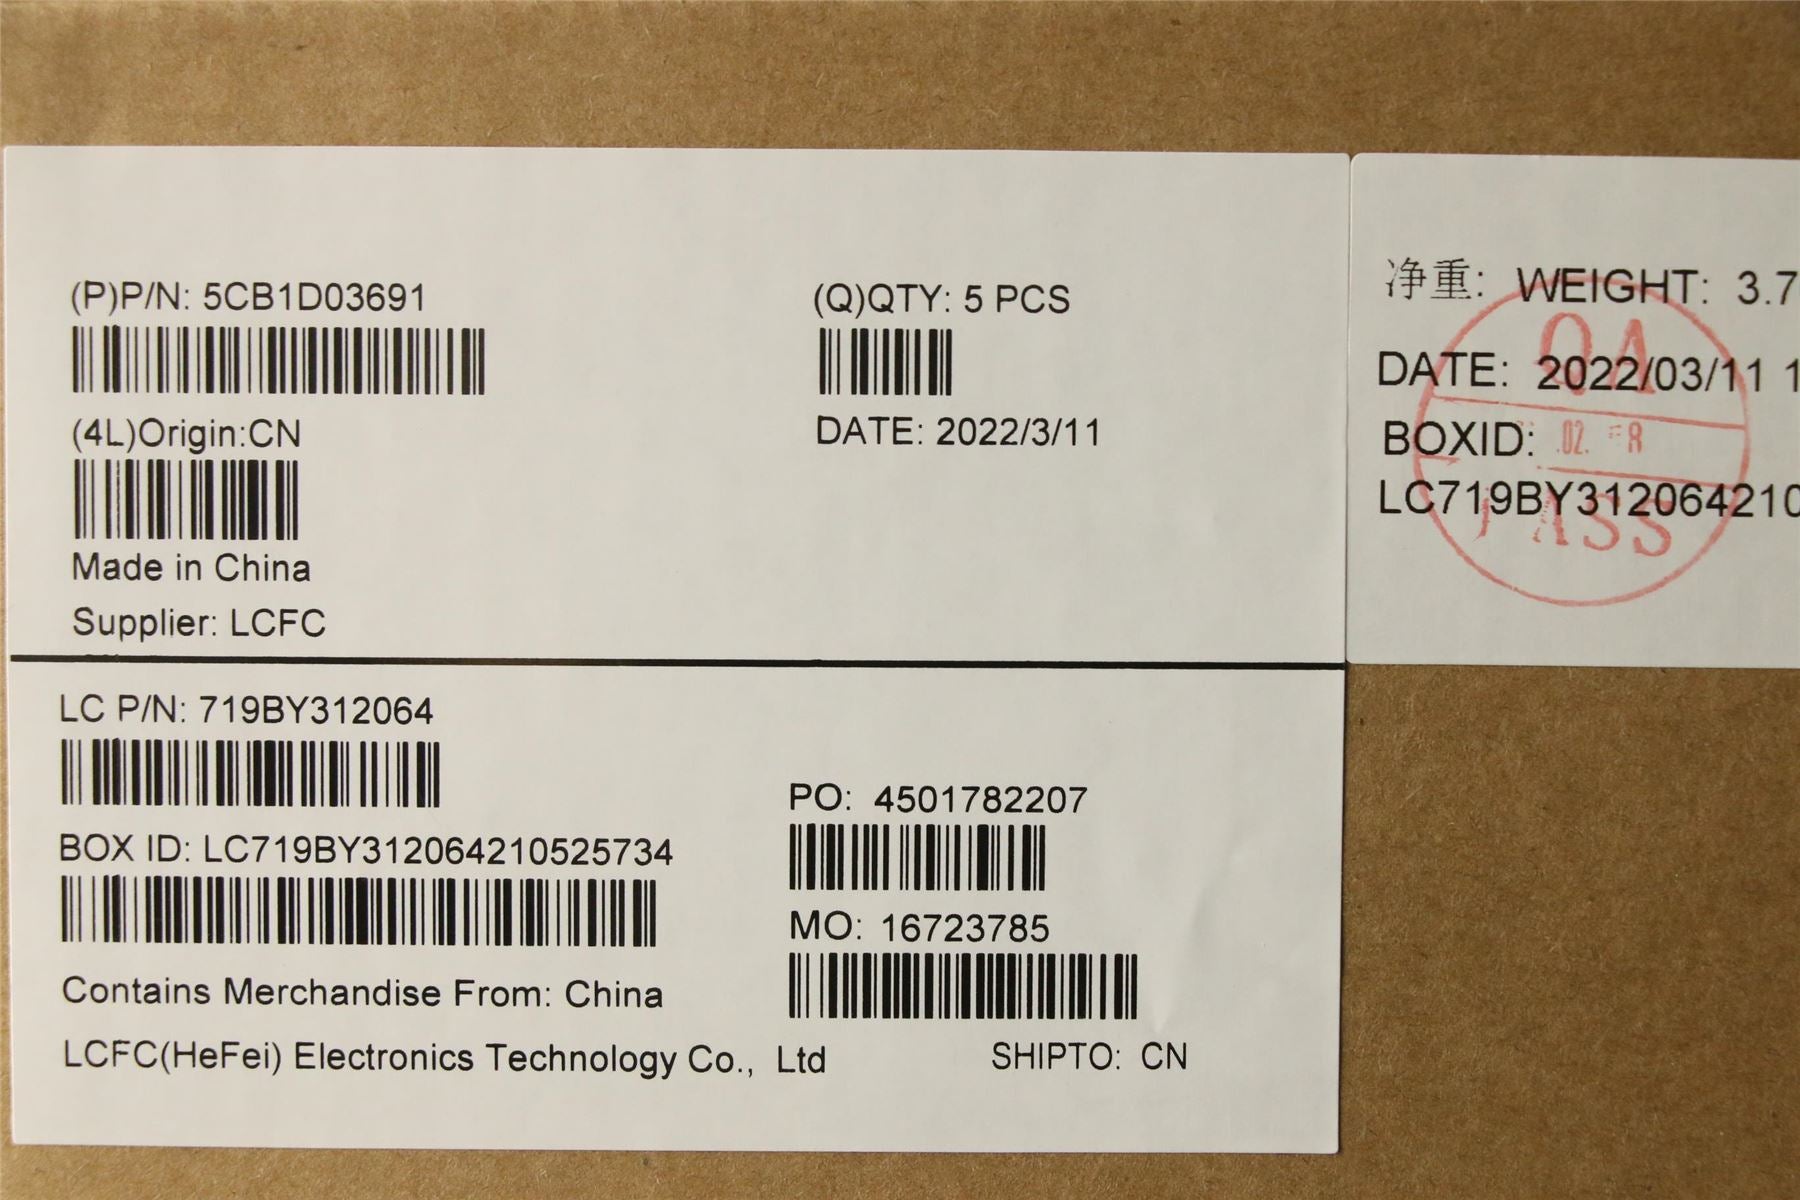 (P)P/N: 5CB1D03691
(Q)QTY: 5 PCS
(4L)Origin:CN
DATE: 2022/3/11
Made in China
Supplier: LCFC
LC P/N: 719BY312064
BOX ID: LC719BY312064210525734
PO: 4501782207
MO: 16723785
Contains Merchandise From: China
LCFC(HeFei) Electronics Technology Co., Ltd
SHIPTO: CN
净重: WEIGHT: 3.7
DATE: 2022/03/11 1
BOXID:
LC719BY312064210
QA
PASS